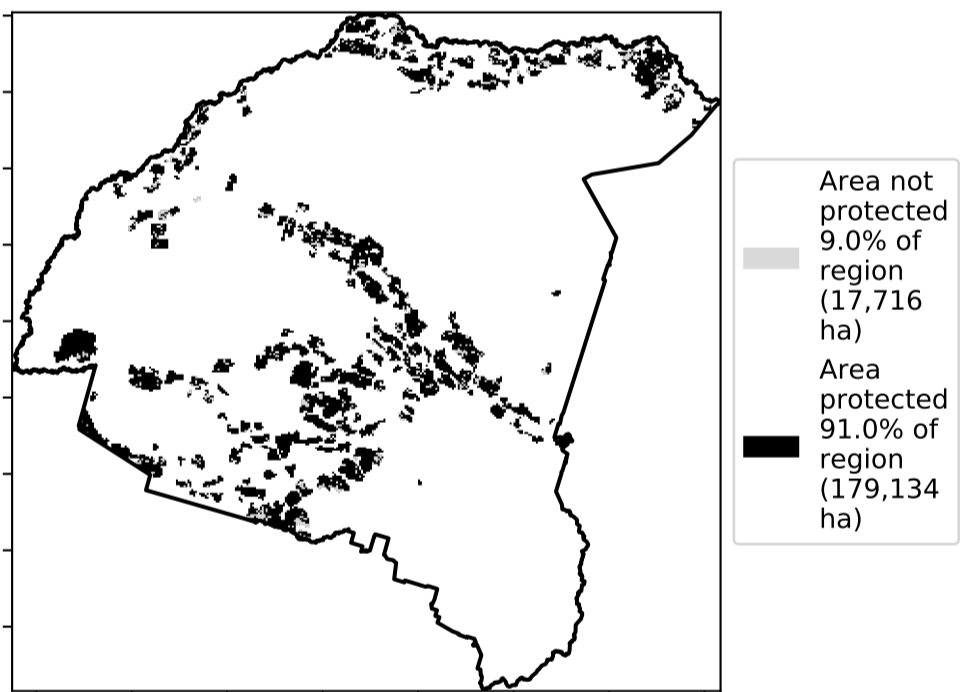 Area not
protected
9.0% of
region
(17,716
ha)
Area
protected
91.0% of
region
(179,134
ha)